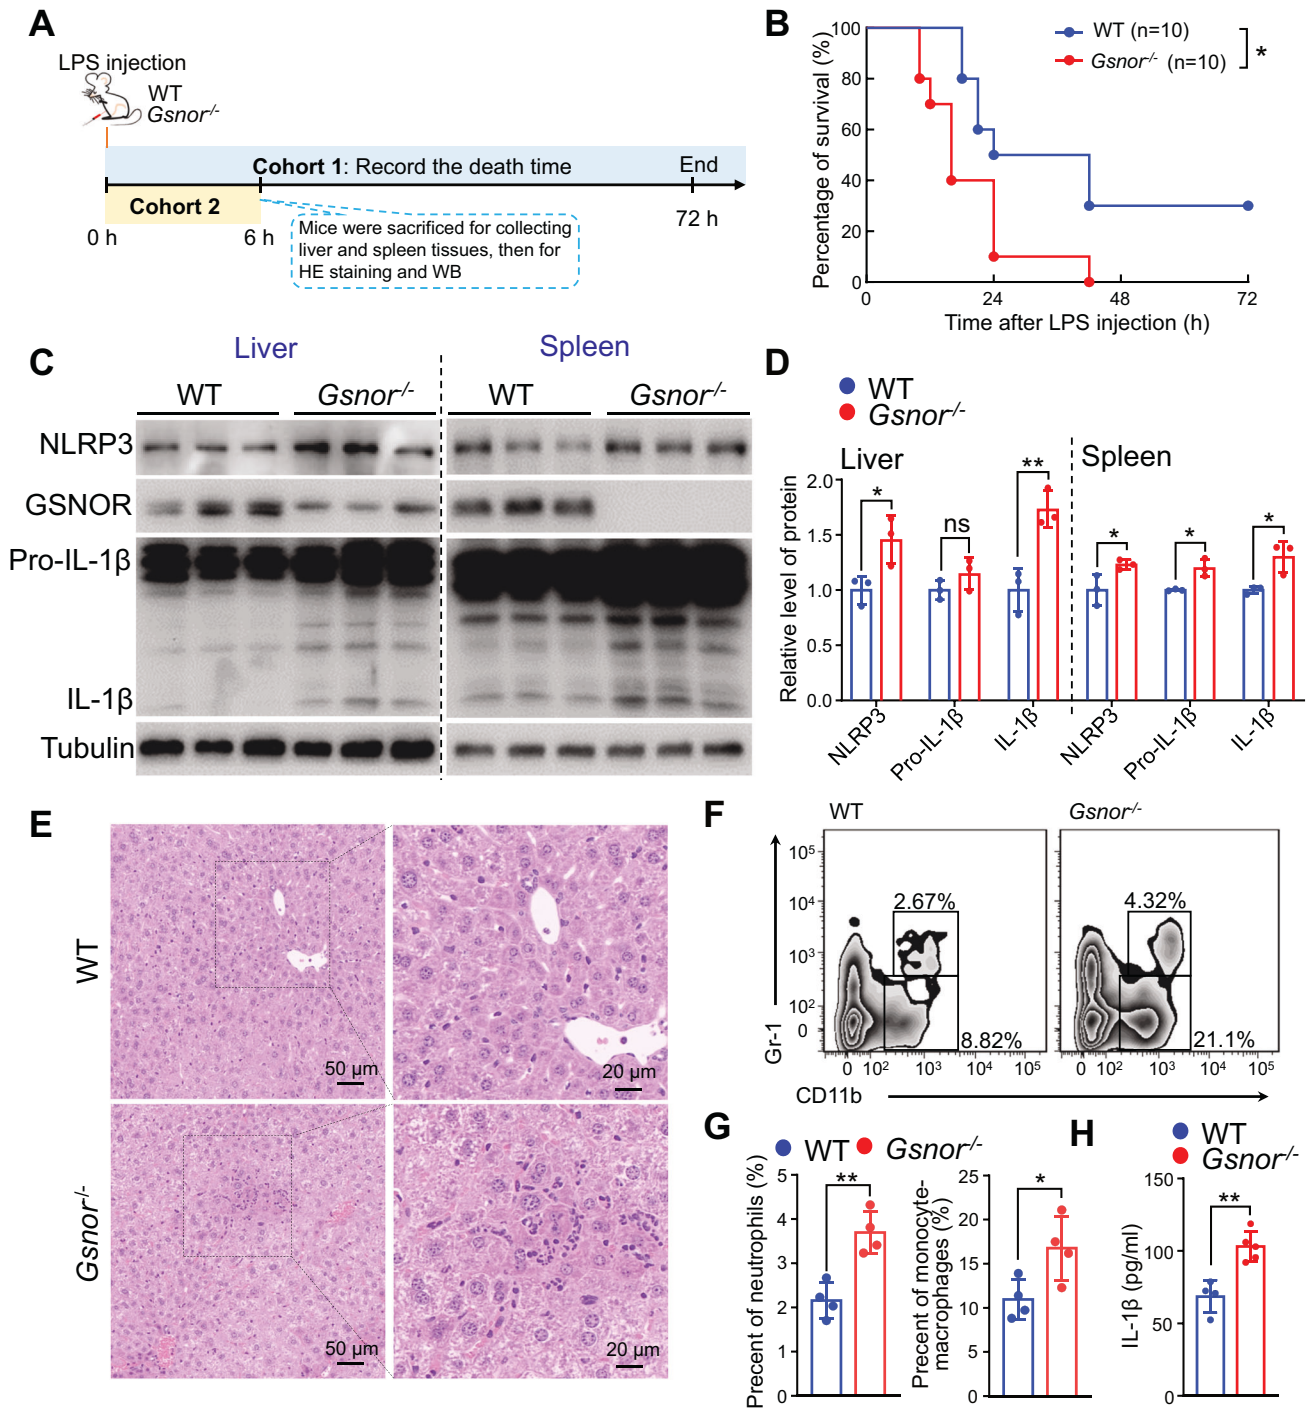 A
LPS injection
WT
Gsnor-/-
Cohort 1: Record the death time
End
Cohort 2
0 h
6 h
72 h
Mice were sacrificed for collecting
liver and spleen tissues, then for
HE staining and WB
B
Percentage of survival (%)
100
80
60
40
20
0
0
24
48
72
Time after LPS injection (h)
WT (n=10)
Gsnor-/- (n=10)
*
C
Liver
Spleen
WT
Gsnor-/-
WT
Gsnor-/-
NLRP3
GSNOR
Pro-IL-1β
IL-1β
Tubulin
D
WT
Gsnor-/-
Liver
Spleen
Relative level of protein
2.0
1.5
1.0
0.5
0.0
*
ns
**
*
*
*
NLRP3
Pro-IL-1β
IL-1β
NLRP3
Pro-IL-1β
IL-1β
E
WT
50 µm
20 µm
Gsnor-/-
50 µm
20 µm
F
WT
Gsnor-/-
Gr-1
10⁵
10⁴
10³
10²
0
2.67%
8.82%
4.32%
21.1%
0 10² 10³ 10⁴ 10⁵
0 10² 10³ 10⁴ 10⁵
CD11b
G
WT
Gsnor-/-
Precent of neutrophils (%)
5
4
3
2
1
0
**
Precent of monocyte-
macrophages (%)
25
20
15
10
5
0
*
H
WT
Gsnor-/-
IL-1β (pg/ml)
150
100
50
0
**